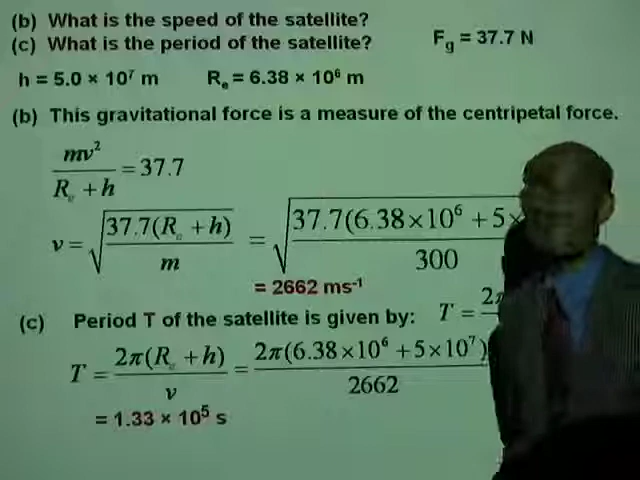 (b) What is the speed of the satellite?
(c) What is the period of the satellite?
F_g = 37.7 N
h = 5.0 × 10⁷ m R_e = 6.38 × 10⁶ m
(b) This gravitational force is a measure of the centripetal force.
mv²/(R_e + h) = 37.7
v = √(37.7(R_e + h)/m) = √(37.7(6.38×10⁶ + 5×/300
= 2662 ms⁻¹
(c) Period T of the satellite is given by: T = 2π
T = 2π(R_e + h)/v = 2π(6.38×10⁶ + 5×10⁷)/2662
= 1.33 × 10⁵ s